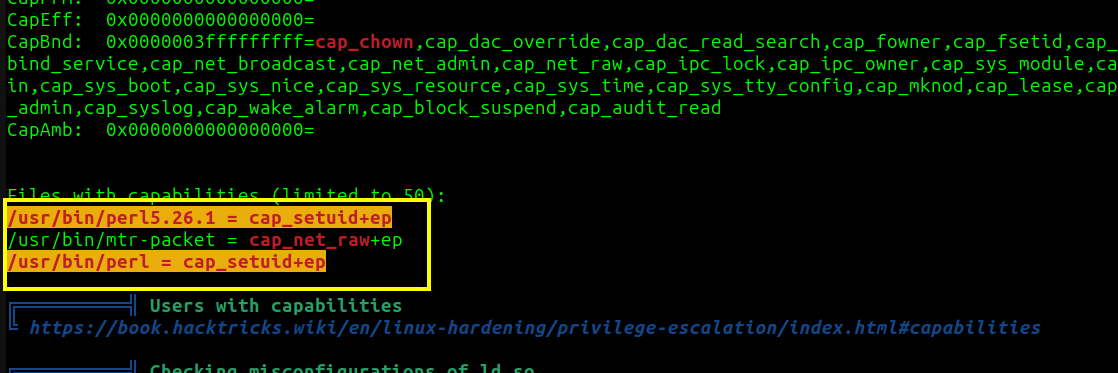 CapEff:  0x0000000000000000=
CapBnd:  0x0000003fffffffff=cap_chown,cap_dac_override,cap_dac_read_search,cap_fowner,cap_fsetid,cap_
bind_service,cap_net_broadcast,cap_net_admin,cap_net_raw,cap_ipc_lock,cap_ipc_owner,cap_sys_module,ca
in,cap_sys_boot,cap_sys_nice,cap_sys_resource,cap_sys_time,cap_sys_tty_config,cap_mknod,cap_lease,cap
_admin,cap_syslog,cap_wake_alarm,cap_block_suspend,cap_audit_read
CapAmb:  0x0000000000000000=
Files with capabilities (limited to 50):
/usr/bin/perl5.26.1 = cap_setuid+ep
/usr/bin/mtr-packet = cap_net_raw+ep
/usr/bin/perl = cap_setuid+ep
Users with capabilities
https://book.hacktricks.wiki/en/linux-hardening/privilege-escalation/index.html#capabilities
Checking misconfigurations of ld.so